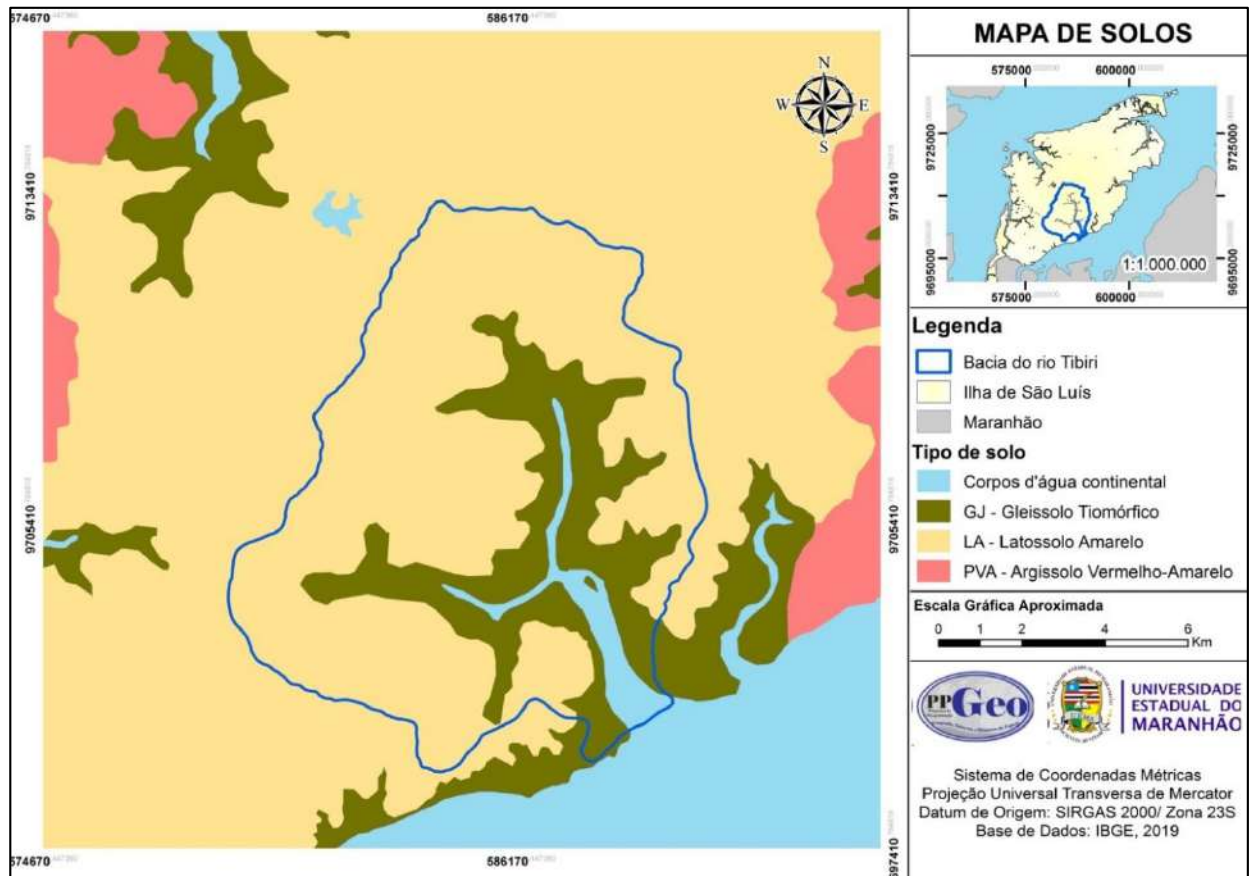 574670
586170
N
W
E
S
9713410
9713410
9705410
9705410
697410
574670
586170
MAPA DE SOLOS
575000
600000
9725000
9725000
9695000
9695000
1:1.000.000
575000
600000
Legenda
Bacia do rio Tibiri
Ilha de São Luís
Maranhão
Tipo de solo
Corpos d'água continental
GJ - Gleissolo Tiomórfico
LA - Latossolo Amarelo
PVA - Argissolo Vermelho-Amarelo
Escala Gráfica Aproximada
0 1 2 4 6
Km
PPGeo
UNIVERSIDADE
ESTADUAL DO
MARANHÃO
Sistema de Coordenadas Métricas
Projeção Universal Transversa de Mercator
Datum de Origem: SIRGAS 2000/ Zona 23S
Base de Dados: IBGE, 2019